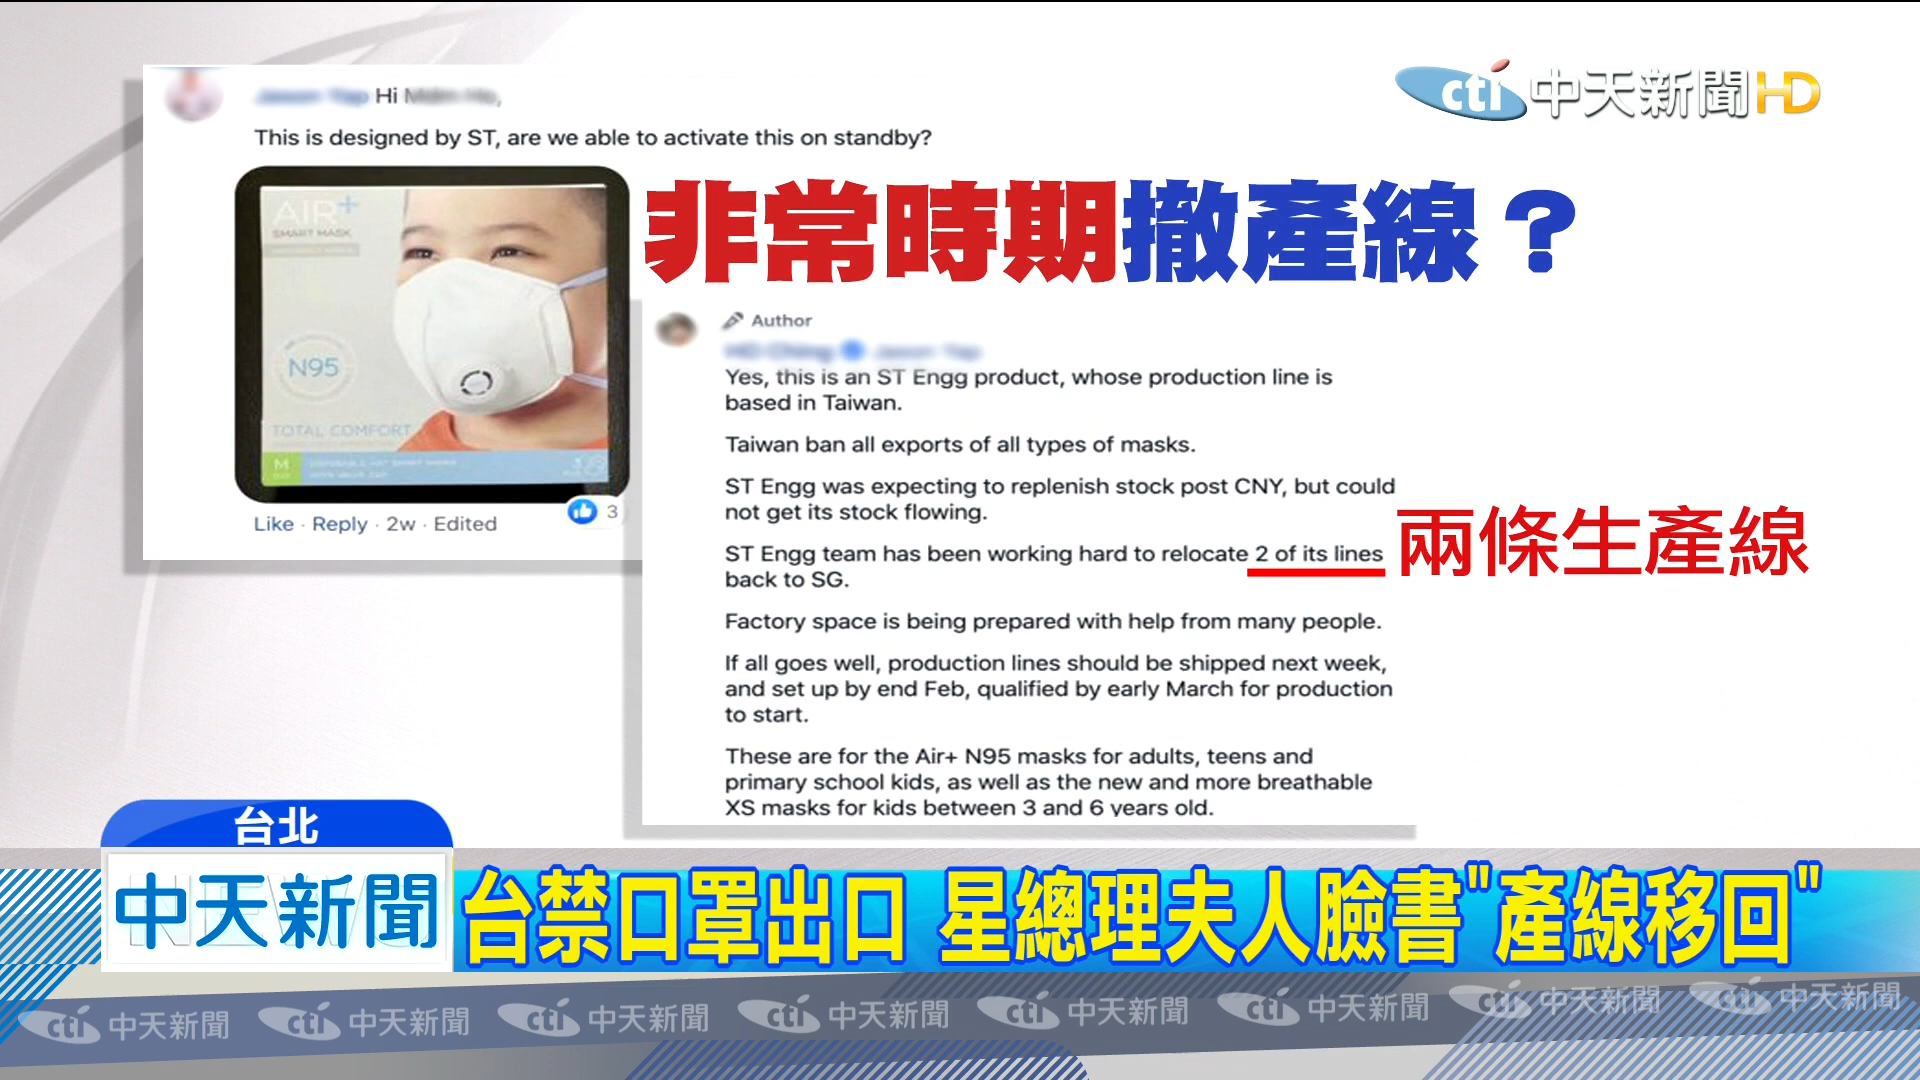 cti 中天新聞HD
Hi
This is designed by ST, are we able to activate this on standby?
AIR+
SMART MASK
N95
TOTAL COMFORT
M
3
Like · Reply · 2w · Edited
非常時期撤產線？
Author
Yes, this is an ST Engg product, whose production line is
based in Taiwan.
Taiwan ban all exports of all types of masks.
ST Engg was expecting to replenish stock post CNY, but could
not get its stock flowing.
ST Engg team has been working hard to relocate 2 of its lines
back to SG.
兩條生產線
Factory space is being prepared with help from many people.
If all goes well, production lines should be shipped next week,
and set up by end Feb, qualified by early March for production
to start.
These are for the Air+ N95 masks for adults, teens and
primary school kids, as well as the new and more breathable
XS masks for kids between 3 and 6 years old.
台北
中天新聞
台禁口罩出口 星總理夫人臉書"產線移回"
cti 中天新聞 cti 中天新聞 cti 中天新聞 cti 中天新聞 cti 中天新聞 cti 中天新聞 cti 中天新聞 cti 中天新聞